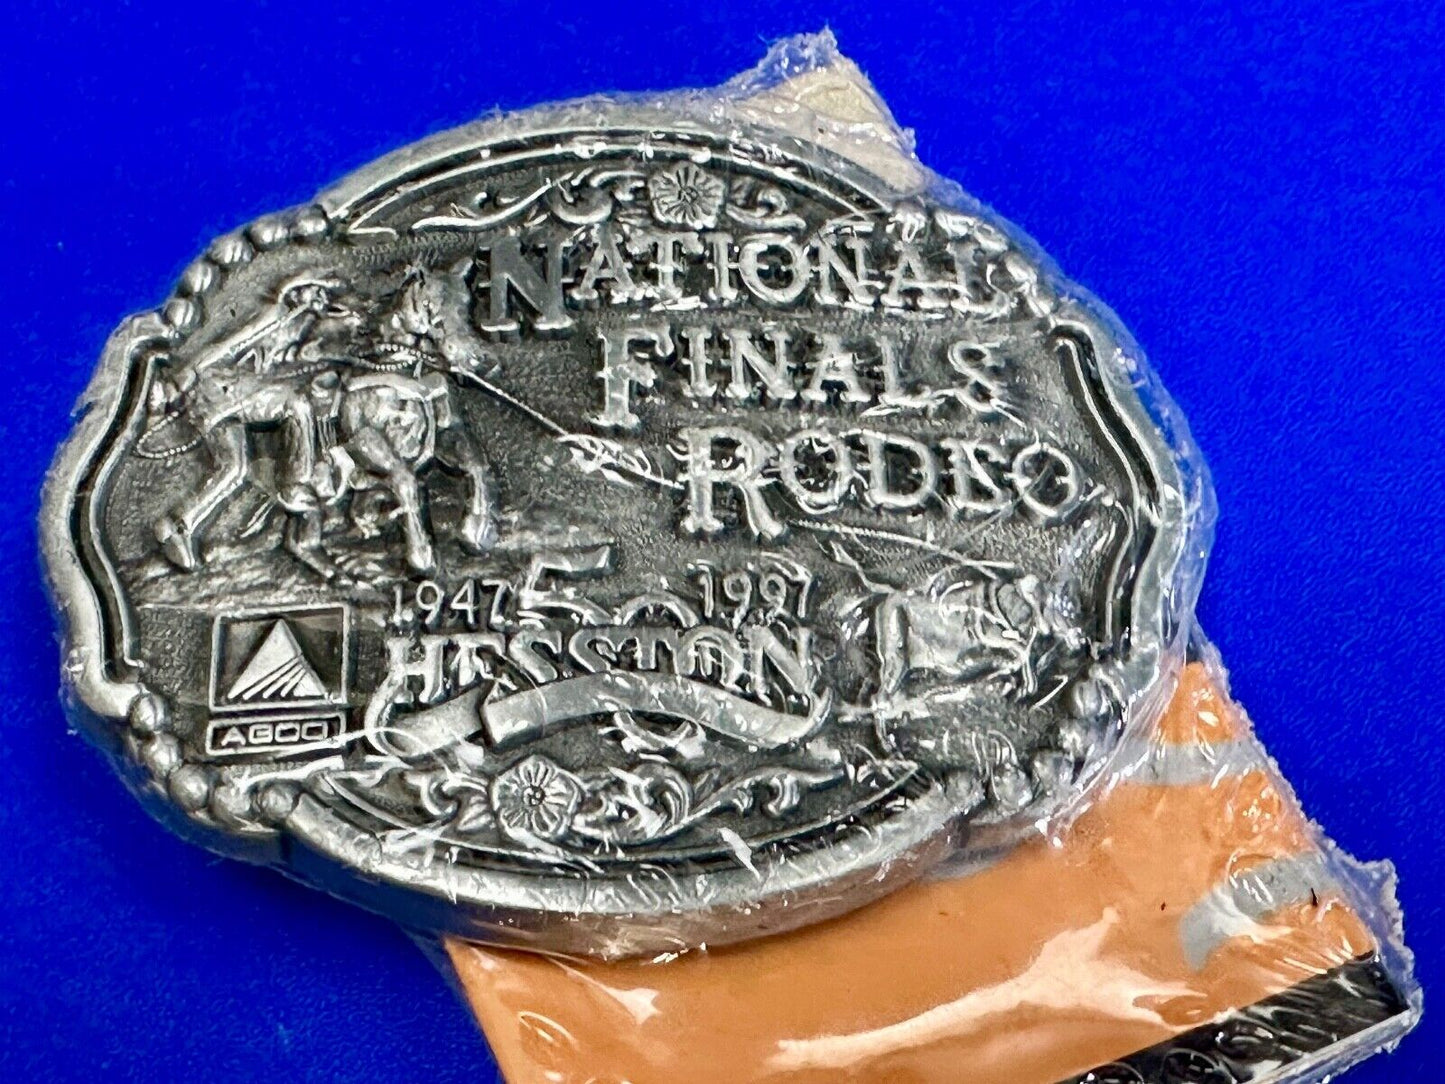 NATIONAL
FINALS
RODEO
1947 50 1997
HESSTON
AGCO